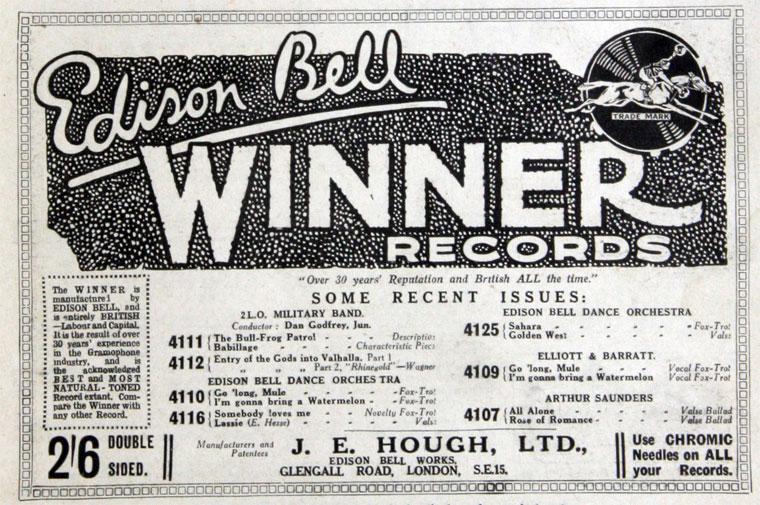 Edison Bell
WINNER
RECORDS
TRADE MARK
"Over 30 years' Reputation and British ALL the time."
SOME RECENT ISSUES:
The WINNER is
manufactured by
EDISON BELL, and
is entirely BRITISH
—Labour and Capital.
It is the result of over
30 years' experience
in the Gramophone
industry, and is
the acknowledged
BEST and MOST
NATURAL-TONED
Record extant. Com-
pare the Winner with
any other Record.
2L.O. MILITARY BAND.
Conductor: Dan Godfrey, Jun.
4111 { The Bull-Frog Patrol - - - Descriptive
Babillage - - - Characteristic Piece
4112 { Entry of the Gods into Valhalla. Part 1
" " " Part 2, "Rhinegold"—Wagner
EDISON BELL DANCE ORCHESTRA
4110 { Go 'long, Mule - - - - Fox-Trot
I'm gonna bring a Watermelon - Fox-Trot
4116 { Somebody loves me - Novelty Fox-Trot
Lassie (E. Hesse) - - - - Vals:
EDISON BELL DANCE ORCHESTRA
4125 { Sahara - - - - - Fox-Trot
Golden West - - - - - Vals:
ELLIOTT & BARRATT.
4109 { Go 'long, Mule - - Vocal Fox-Trot
I'm gonna bring a Watermelon Vocal Fox-Trot
ARTHUR SAUNDERS
4107 { All Alone - - - - Valse Ballad
Rose of Romance - - - Valse Ballad
2/6 DOUBLE
SIDED.
Manufacturers and
Patentees
J. E. HOUGH, LTD.,
EDISON BELL WORKS,
GLENGALL ROAD, LONDON, S.E.15.
Use CHROMIC
Needles on ALL
your Records.